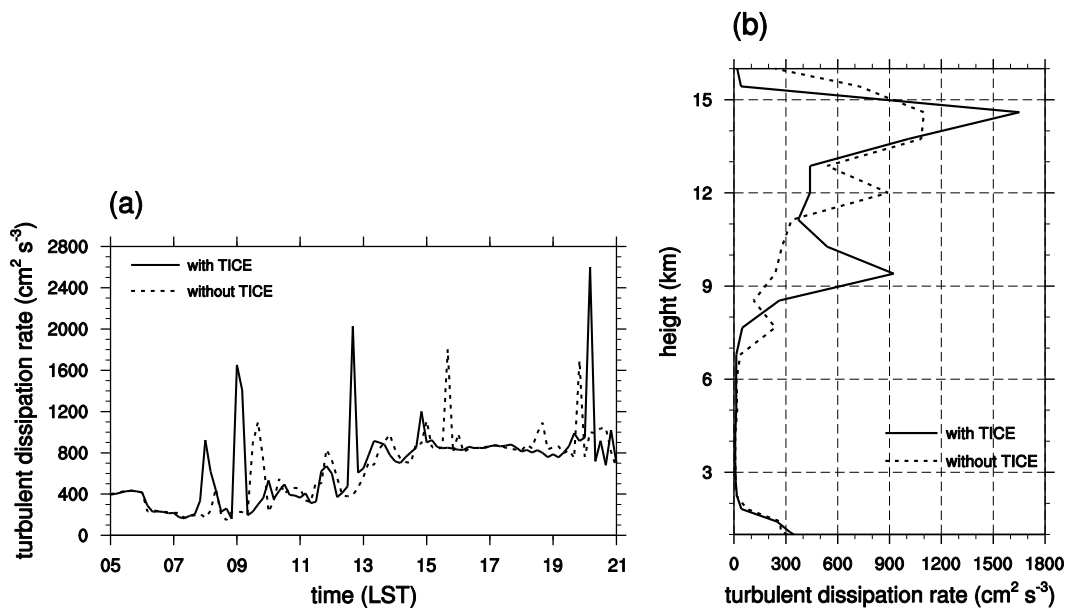 (a)
turbulent dissipation rate (cm² s⁻³)
2800
2400
2000
1600
1200
800
400
0
with TICE
without TICE
05 07 09 11 13 15 17 19 21
time (LST)
(b)
height (km)
15
12
9
6
3
with TICE
without TICE
0 300 600 900 1200 1500 1800
turbulent dissipation rate (cm² s⁻³)